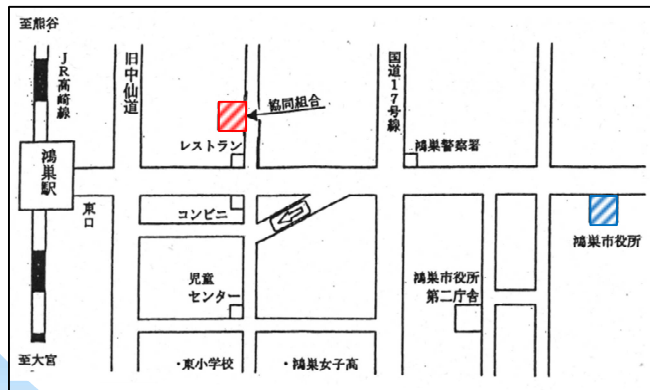 至熊谷
JR高崎線
旧中仙道
国道17号線
協同組合
レストラン
鴻巣警察署
鴻巣駅
東口
コンビニ
鴻巣市役所
児童
センター
鴻巣市役所
第二庁舎
至大宮
・東小学校
・鴻巣女子高